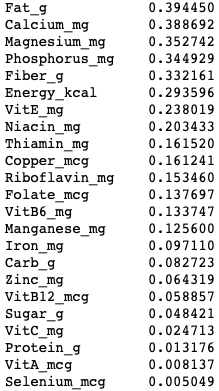 Fat_g 0.394450
Calcium_mg 0.388692
Magnesium_mg 0.352742
Phosphorus_mg 0.344929
Fiber_g 0.332161
Energy_kcal 0.293596
VitE_mg 0.238019
Niacin_mg 0.203433
Thiamin_mg 0.161520
Copper_mcg 0.161241
Riboflavin_mg 0.153460
Folate_mcg 0.137697
VitB6_mg 0.133747
Manganese_mg 0.125600
Iron_mg 0.097110
Carb_g 0.082723
Zinc_mg 0.064319
VitB12_mcg 0.058857
Sugar_g 0.048421
VitC_mg 0.024713
Protein_g 0.013176
VitA_mcg 0.008137
Selenium_mcg 0.005049